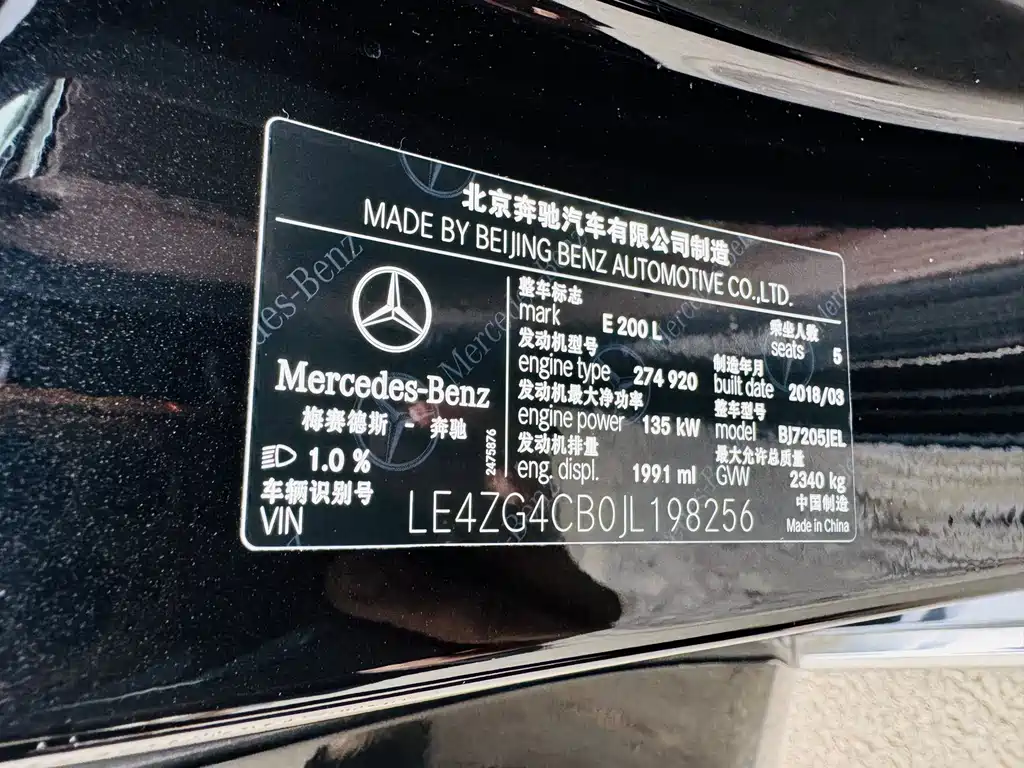 北京奔驰汽车有限公司制造
MADE BY BEIJING BENZ AUTOMOTIVE CO.,LTD.
Mercedes-Benz
梅赛德斯 - 奔驰
1.0 %
2475876
整车标志
mark E 200 L
乘坐人数
seats 5
发动机型号
engine type 274 920
制造年月
built date 2018/03
发动机最大净功率
engine power 135 kW
整车型号
model BJ7205JEL
发动机排量
eng. displ. 1991 ml
最大允许总质量
GVW 2340 kg
车辆识别号
VIN LE4ZG4CB0JL198256
中国制造
Made in China